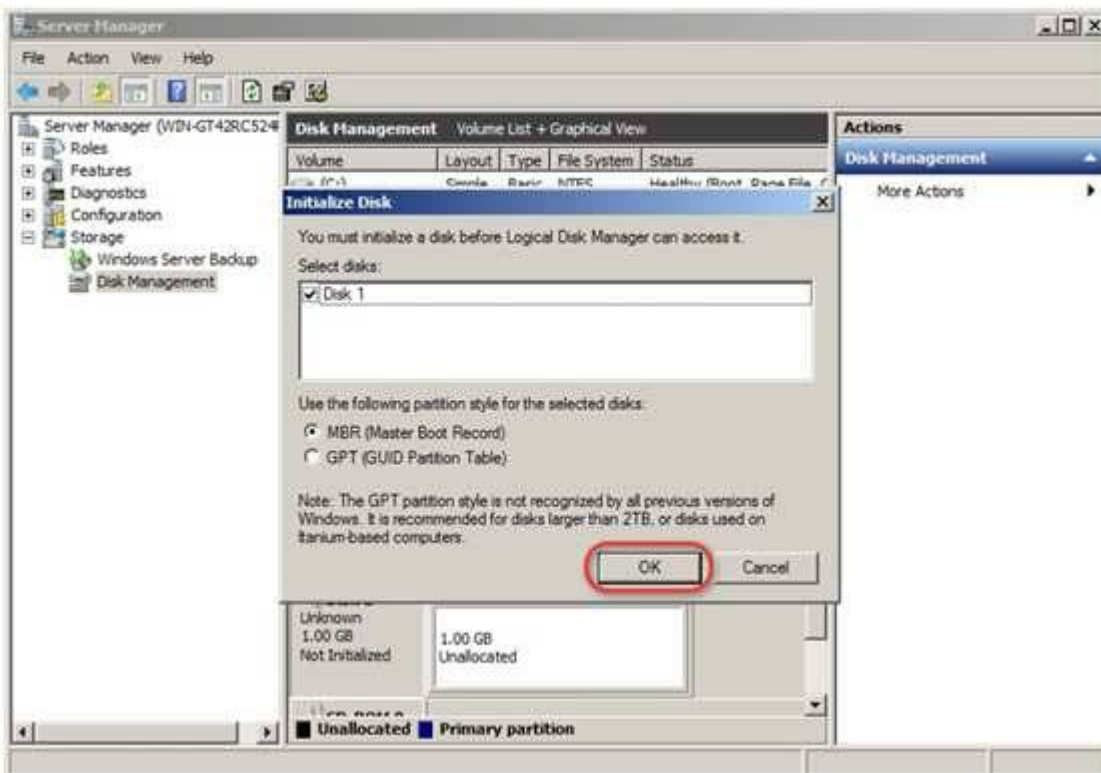 Server Manager
File Action View Help
Server Manager (WIN-GT42RC524
Roles
Features
Diagnostics
Configuration
Storage
Windows Server Backup
Disk Management
Disk Management Volume List + Graphical View
Volume Layout Type File System Status
(C:) Simple Basic NTFS Healthy (Boot, Page File,
Initialize Disk
You must initialize a disk before Logical Disk Manager can access it.
Select disks:
Disk 1
Use the following partition style for the selected disks:
MBR (Master Boot Record)
GPT (GUID Partition Table)
Note: The GPT partition style is not recognized by all previous versions of
Windows. It is recommended for disks larger than 2TB, or disks used on
Itanium-based computers.
OK Cancel
Unknown
1.00 GB
Not Initialized
1.00 GB
Unallocated
CD-ROM 0
Unallocated Primary partition
Actions
Disk Management
More Actions